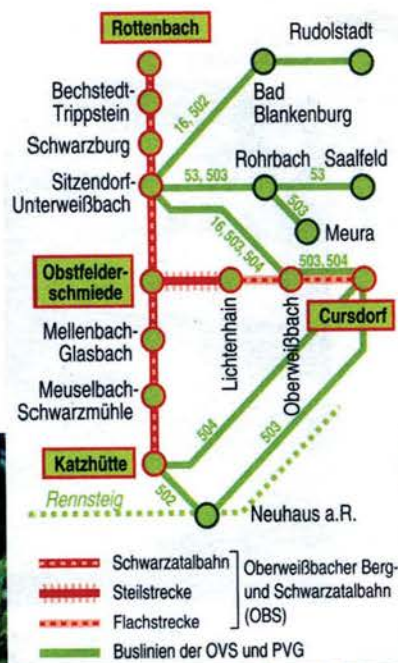 Rottenbach
Rudolstadt
Bechstedt-
Trippstein
Bad
Blankenburg
16, 502
Schwarzburg
Rohrbach
Saalfeld
Sitzendorf-
Unterweißbach
53, 503
53
503
Meura
16, 503, 504
503, 504
Obstfelder-
schmiede
Cursdorf
Lichtenhain
Oberweißbach
Mellenbach-
Glasbach
Meuselbach-
Schwarzmühle
504
503
Katzhütte
502
Rennsteig
Neuhaus a.R.
Schwarzatalbahn
Steilstrecke
Flachstrecke
Oberweißbacher Berg-
und Schwarzatalbahn
(OBS)
Buslinien der OVS und PVG